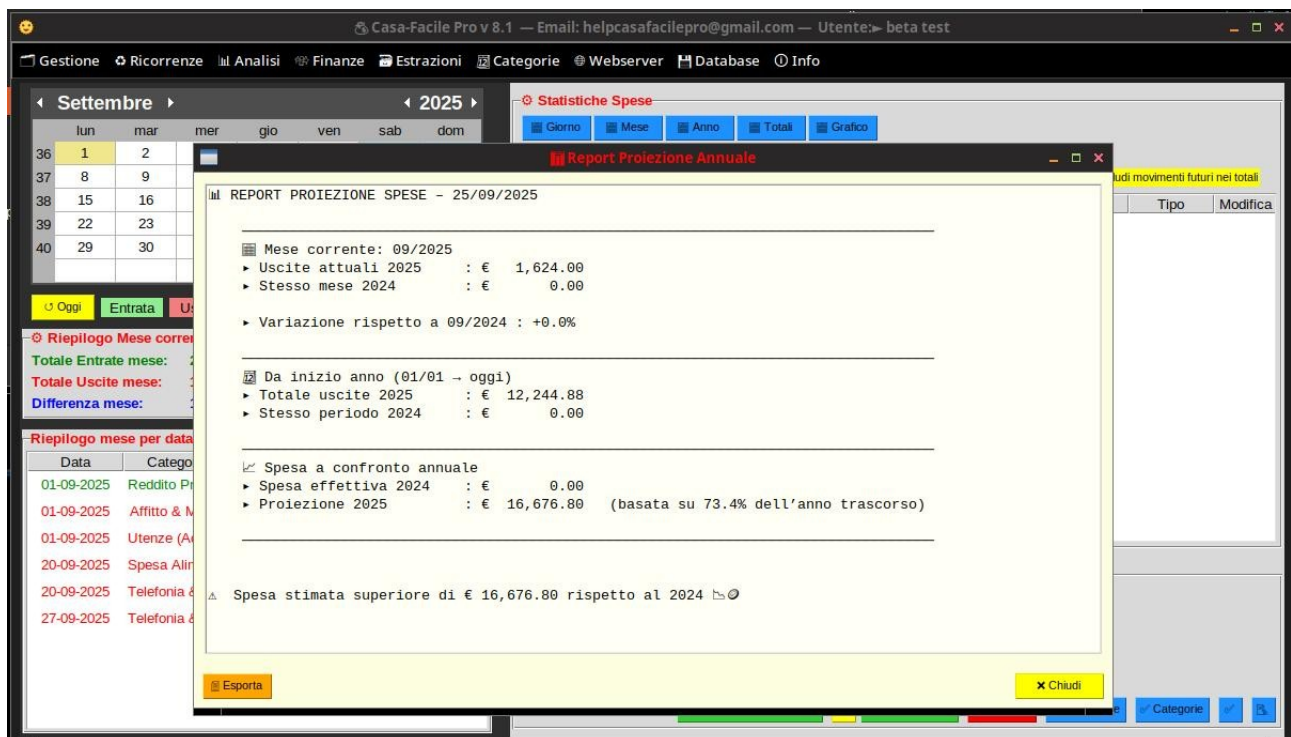 Casa-Facile Pro v 8.1 — Email: helpcasafacilepro@gmail.com — Utente:► beta test
Gestione Ricorrenze Analisi Finanze Estrazioni Categorie Webserver Database Info
Settembre 2025
lun mar mer gio ven sab dom
36 1 2
37 8 9
38 15 16
39 22 23
40 29 30
Oggi Entrata
Riepilogo Mese
Totale Entrate mese:
Totale Uscite mese:
Differenza mese:
Riepilogo mese per data
Data
01-09-2025 Reddito
01-09-2025 Affitto &
01-09-2025 Utenze
20-09-2025 Spesa
20-09-2025 Telefonia &
27-09-2025 Telefonia &
Statistiche Spese
Giorno Mese Anno Totali Grafico
movimenti futuri nei totali
Tipo Modifica
Report Proiezione Annuale
REPORT PROIEZIONE SPESE – 25/09/2025
Mese corrente: 09/2025
► Uscite attuali 2025 : € 1,624.00
► Stesso mese 2024 : € 0.00
► Variazione rispetto a 09/2024 : +0.0%
Da inizio anno (01/01 → oggi)
► Totale uscite 2025 : € 12,244.88
► Stesso periodo 2024 : € 0.00
Spesa a confronto annuale
► Spesa effettiva 2024 : € 0.00
► Proiezione 2025 : € 16,676.80 (basata su 73.4% dell’anno trascorso)
⚠ Spesa stimata superiore di € 16,676.80 rispetto al 2024
Esporta
Chiudi
Categorie